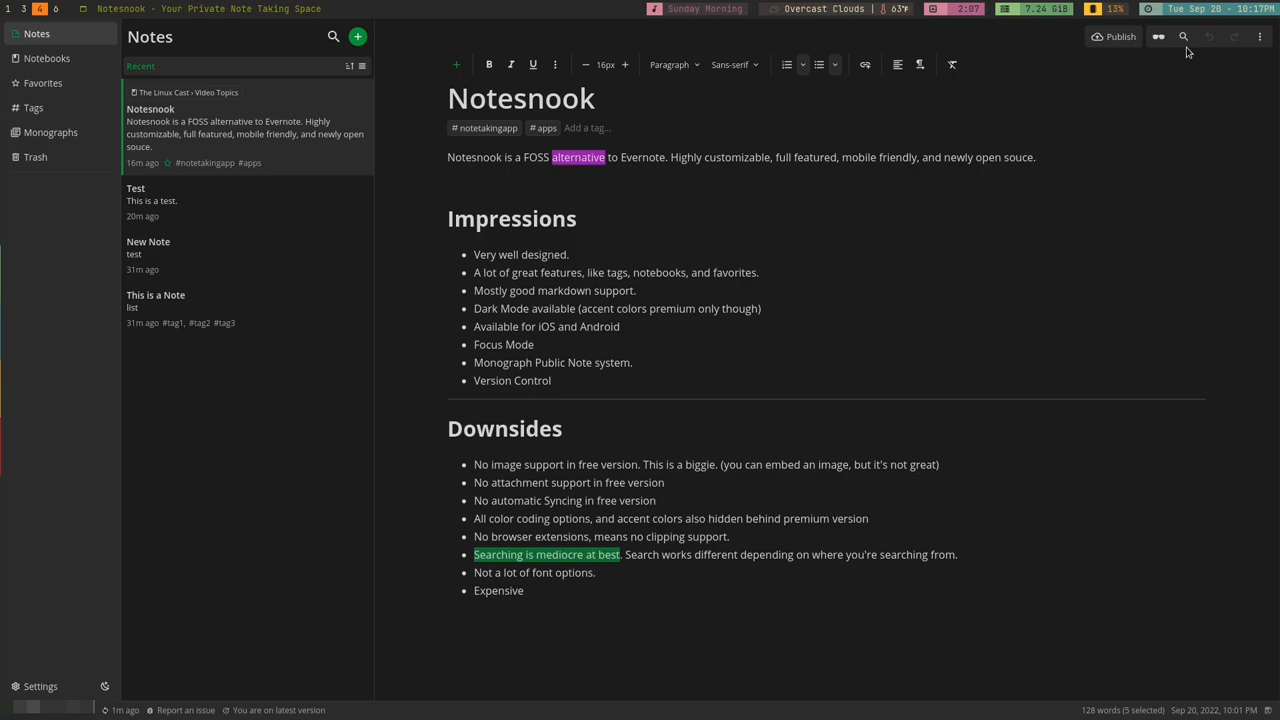 1 3 4 6 Notesnook - Your Private Note Taking Space Sunday Morning Overcast Clouds | 63°F 2:07 7.24 GiB 13% Tue Sep 20 - 10:17PM
Notes
Notebooks
Favorites
Tags
Monographs
Trash
Settings
Notes
Recent
The Linux Cast › Video Topics
Notesnook
Notesnook is a FOSS alternative to Evernote. Highly
customizable, full featured, mobile friendly, and newly open
souce.
16m ago #notetakingapp #apps
Test
This is a test.
20m ago
New Note
test
31m ago
This is a Note
list
31m ago #tag1, #tag2 #tag3
Publish
B I U 16px Paragraph Sans-serif
Notesnook
# notetakingapp # apps Add a tag...
Notesnook is a FOSS alternative to Evernote. Highly customizable, full featured, mobile friendly, and newly open souce.
Impressions
• Very well designed.
• A lot of great features, like tags, notebooks, and favorites.
• Mostly good markdown support.
• Dark Mode available (accent colors premium only though)
• Available for iOS and Android
• Focus Mode
• Monograph Public Note system.
• Version Control
Downsides
• No image support in free version. This is a biggie. (you can embed an image, but it's not great)
• No attachment support in free version
• No automatic Syncing in free version
• All color coding options, and accent colors also hidden behind premium version
• No browser extensions, means no clipping support.
• Searching is mediocre at best. Search works different depending on where you're searching from.
• Not a lot of font options.
• Expensive
1m ago Report an issue You are on latest version 128 words (5 selected) Sep 20, 2022, 10:01 PM